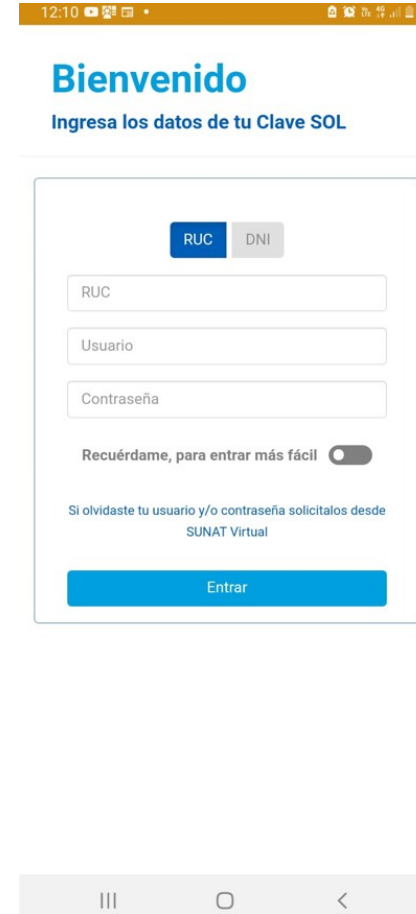 12:10
Bienvenido
Ingresa los datos de tu Clave SOL
RUC DNI
RUC
Usuario
Contraseña
Recuérdame, para entrar más fácil
Si olvidaste tu usuario y/o contraseña solicitalos desde
SUNAT Virtual
Entrar